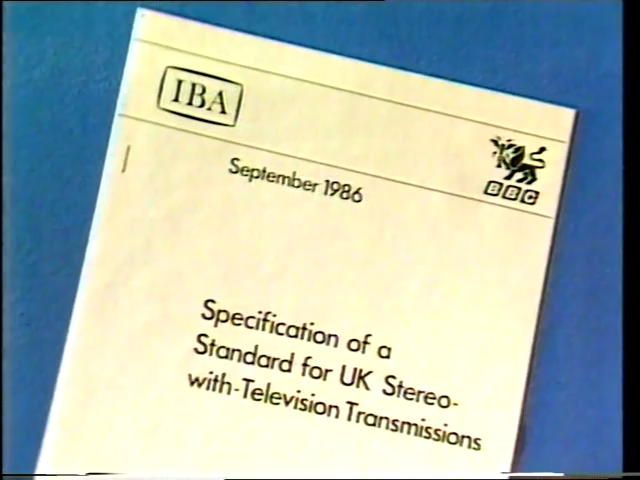 IBA
BBC
September 1986
Specification of a
Standard for UK Stereo-
with-Television Transmissions